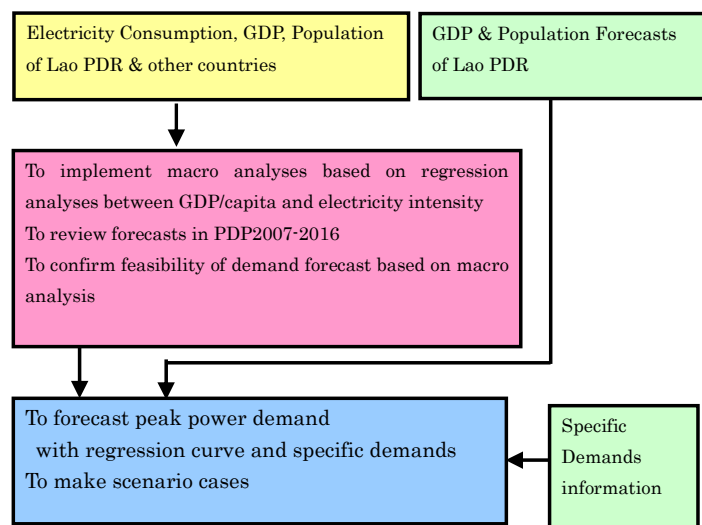 Electricity Consumption, GDP, Population
of Lao PDR & other countries
GDP & Population Forecasts
of Lao PDR
To implement macro analyses based on regression
analyses between GDP/capita and electricity intensity
To review forecasts in PDP2007-2016
To confirm feasibility of demand forecast based on macro
analysis
To forecast peak power demand
with regression curve and specific demands
To make scenario cases
Specific
Demands
information